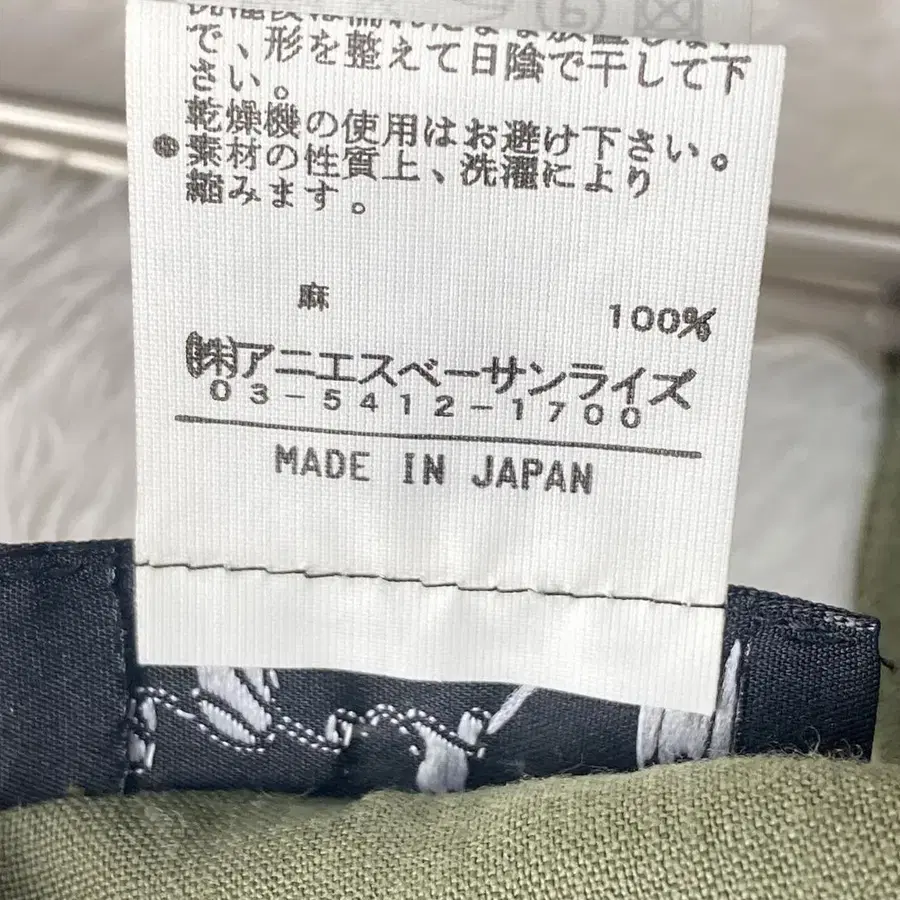 で、形を整えて日陰で干して下
さい。
乾燥機の使用はお避け下さい。
●素材の性質上、洗濯により
縮みます。
麻 100%
(株)アニエスベーサンライズ
03-5412-1700
MADE IN JAPAN